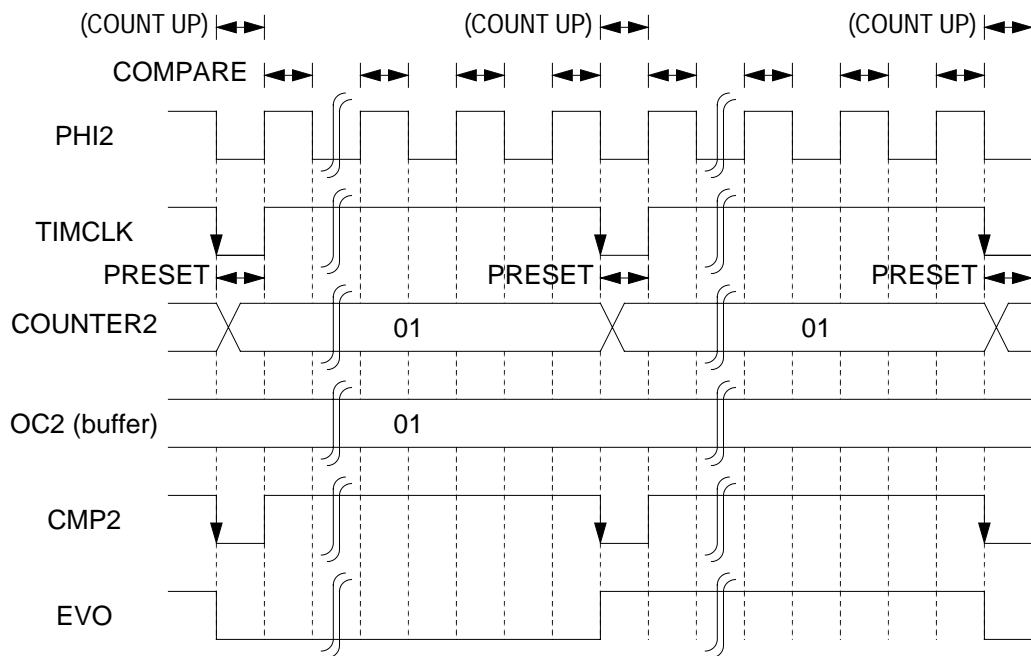 (COUNT UP) (COUNT UP) (COUNT UP)
COMPARE
PHI2
TIMCLK
PRESET PRESET PRESET
COUNTER2 01 01
OC2 (buffer) 01
CMP2
EVO